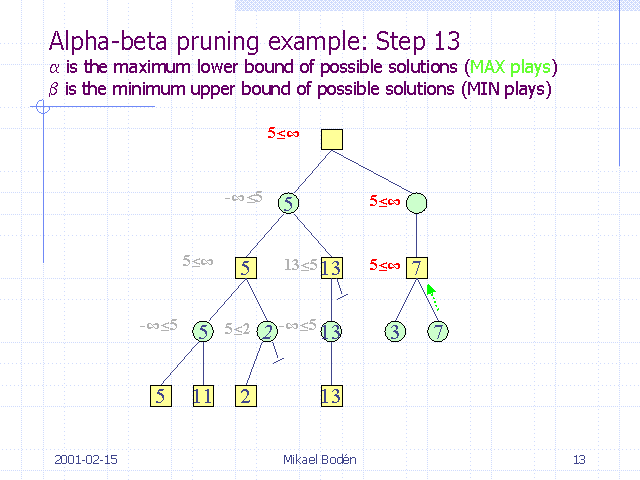 Alpha-beta pruning example: Step 13
α is the maximum lower bound of possible solutions (MAX plays)
β is the minimum upper bound of possible solutions (MIN plays)
5≤∞
-∞≤5 5 5≤∞
5≤∞ 5 13≤5 13 5≤∞ 7
-∞≤5 5 5≤2 2 -∞≤5 13 3 7
5 11 2 13
2001-02-15 Mikael Bodén 13